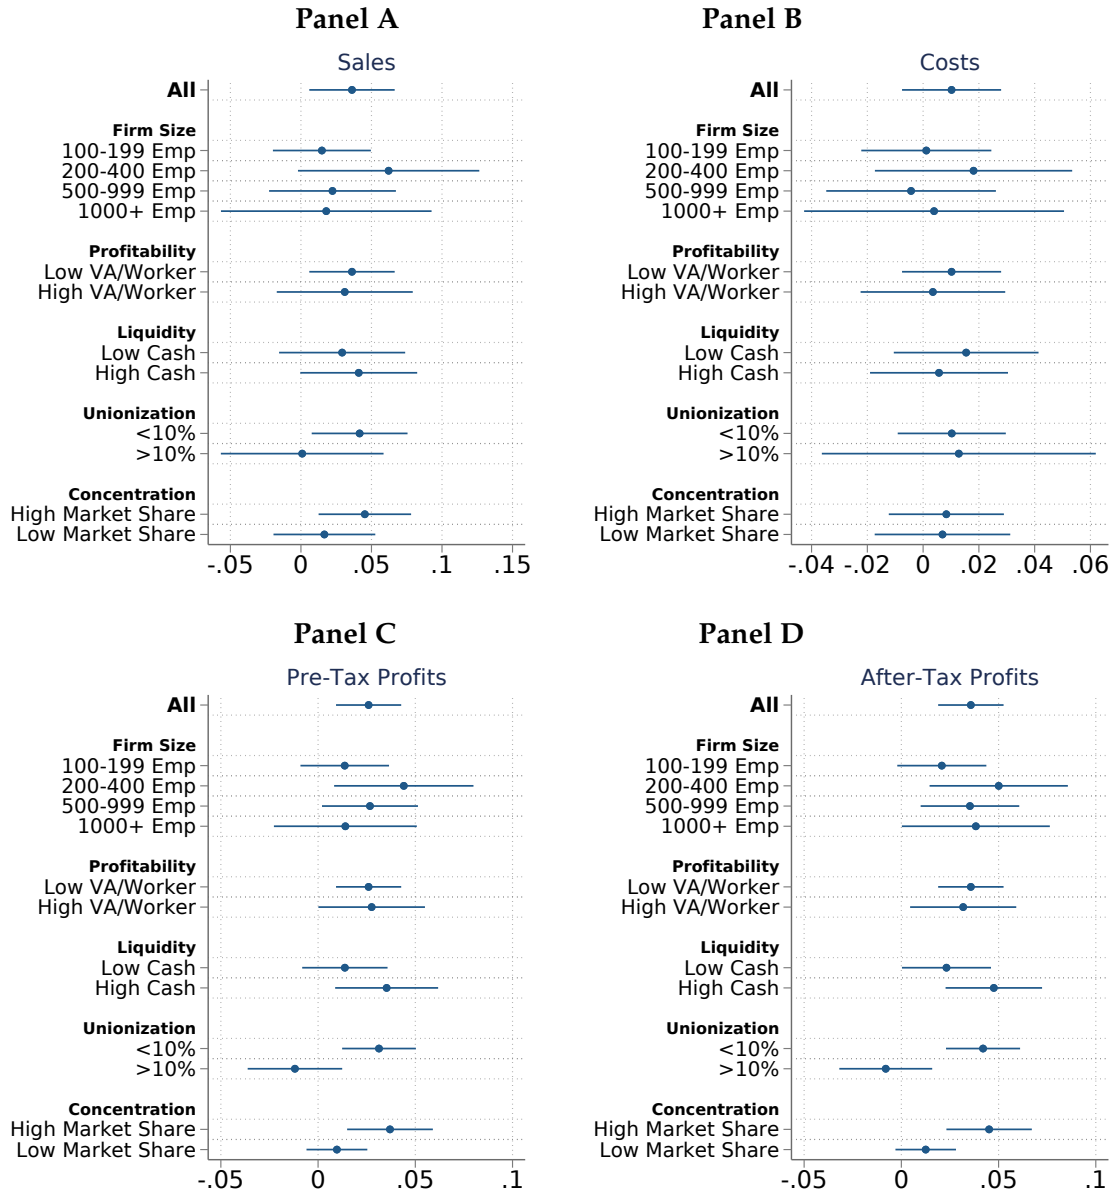 Panel A
Sales
All
Firm Size
100-199 Emp
200-400 Emp
500-999 Emp
1000+ Emp
Profitability
Low VA/Worker
High VA/Worker
Liquidity
Low Cash
High Cash
Unionization
<10%
>10%
Concentration
High Market Share
Low Market Share
-.05 0 .05 .1 .15
Panel B
Costs
All
Firm Size
100-199 Emp
200-400 Emp
500-999 Emp
1000+ Emp
Profitability
Low VA/Worker
High VA/Worker
Liquidity
Low Cash
High Cash
Unionization
<10%
>10%
Concentration
High Market Share
Low Market Share
-.04 -.02 0 .02 .04 .06
Panel C
Pre-Tax Profits
All
Firm Size
100-199 Emp
200-400 Emp
500-999 Emp
1000+ Emp
Profitability
Low VA/Worker
High VA/Worker
Liquidity
Low Cash
High Cash
Unionization
<10%
>10%
Concentration
High Market Share
Low Market Share
-.05 0 .05 .1
Panel D
After-Tax Profits
All
Firm Size
100-199 Emp
200-400 Emp
500-999 Emp
1000+ Emp
Profitability
Low VA/Worker
High VA/Worker
Liquidity
Low Cash
High Cash
Unionization
<10%
>10%
Concentration
High Market Share
Low Market Share
-.05 0 .05 .1